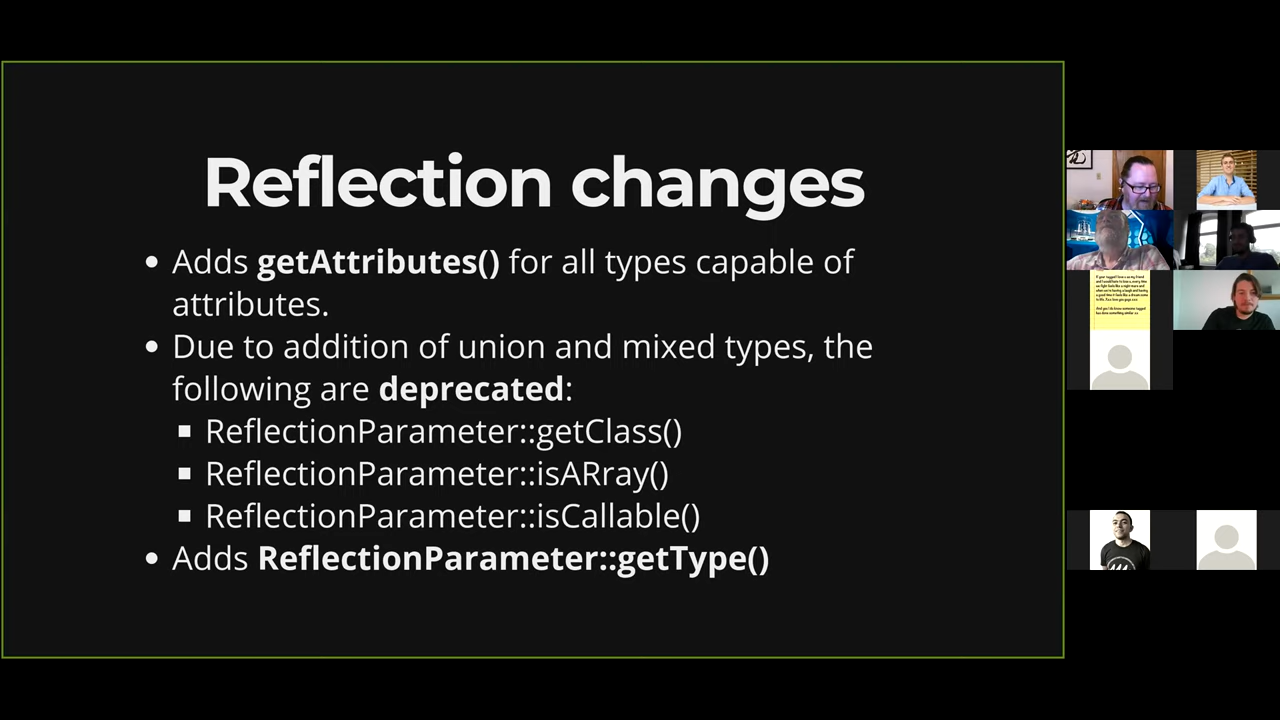 Reflection changes
• Adds getAttributes() for all types capable of
attributes.
• Due to addition of union and mixed types, the
following are deprecated:
▪ ReflectionParameter::getClass()
▪ ReflectionParameter::isARray()
▪ ReflectionParameter::isCallable()
• Adds ReflectionParameter::getType()